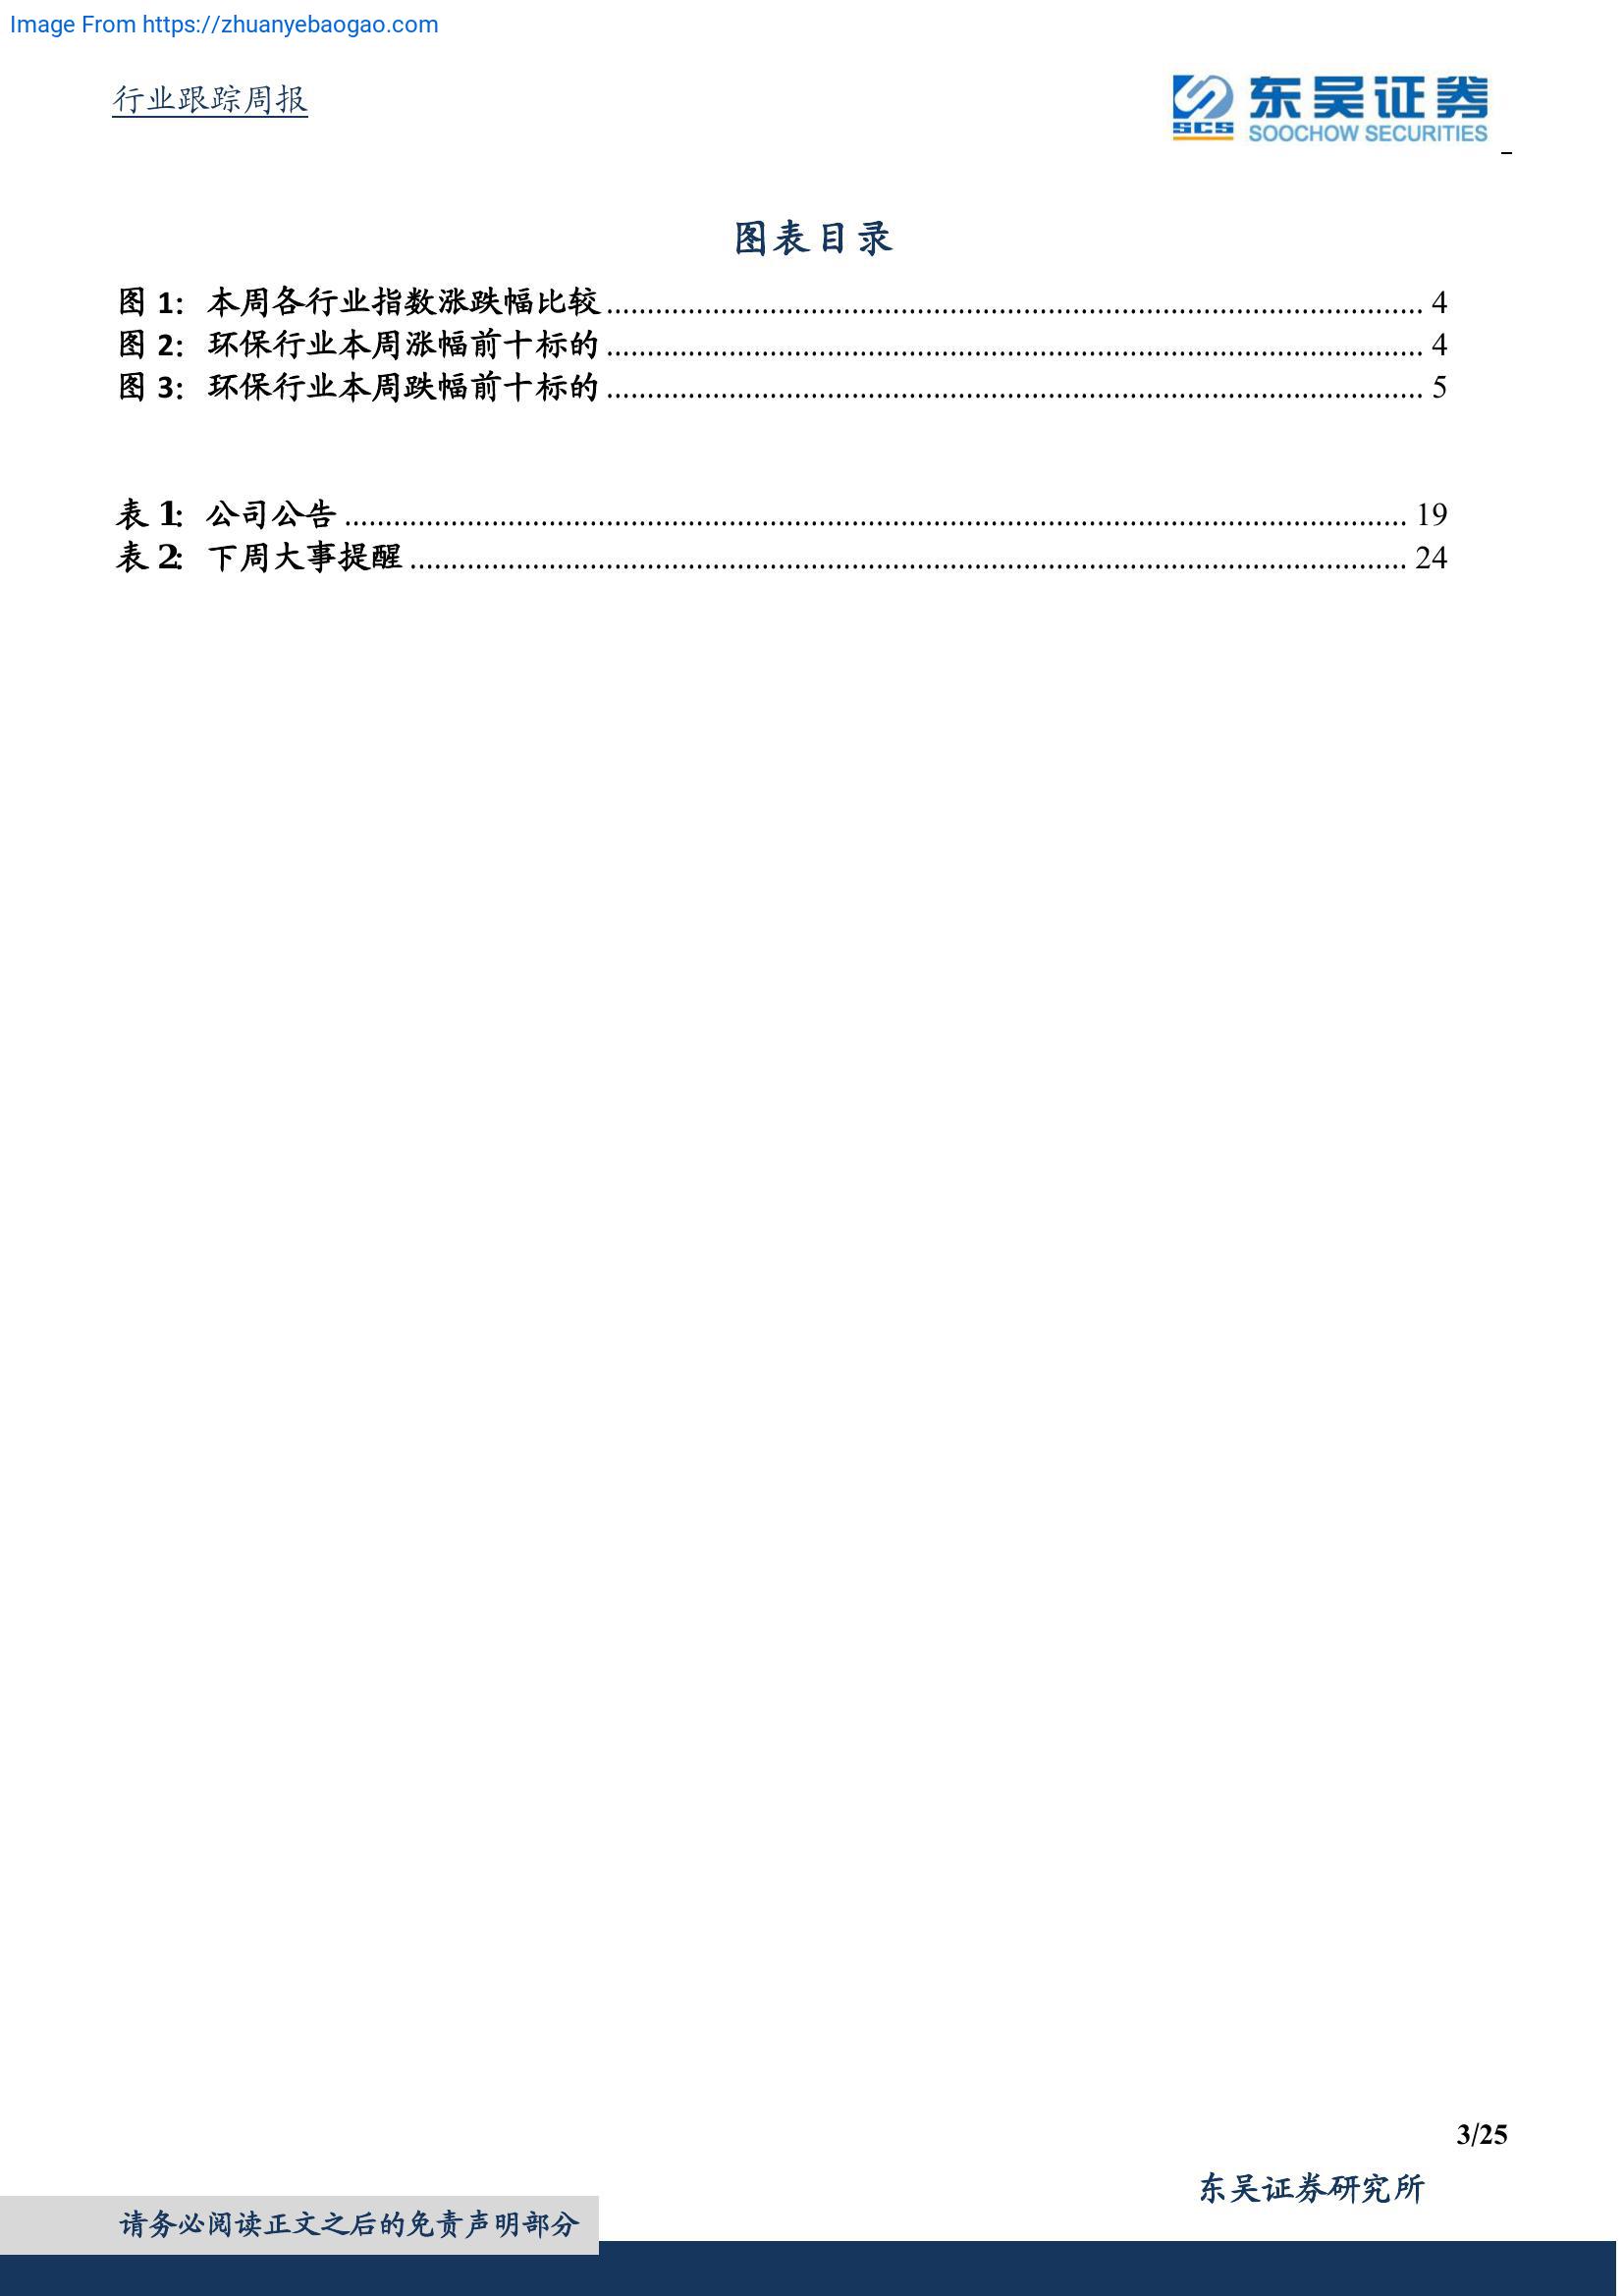 Image From https://zhuanyebaogao.com
行业跟踪周报
东吴证券
SCS
SOOCHOW SECURITIES
图表目录
图 1： 本周各行业指数涨跌幅比较 4
图 2： 环保行业本周涨幅前十标的 4
图 3： 环保行业本周跌幅前十标的 5
表 1： 公司公告 19
表 2： 下周大事提醒 24
3/25
东吴证券研究所
请务必阅读正文之后的免责声明部分